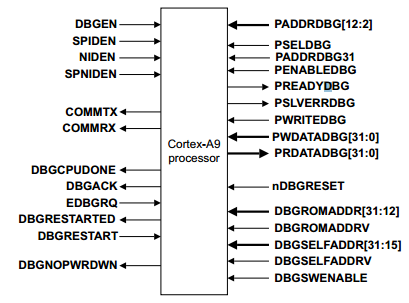 DBGEN
SPIDEN
NIDEN
SPNIDEN
COMMTX
COMMRX
DBGCPUDONE
DBGACK
EDBGRQ
DBGRESTARTED
DBGRESTART
DBGNOPWRDWN
Cortex-A9
processor
PADDRDBG[12:2]
PSELDBG
PADDRDBG31
PENABLEDBG
PREADYDBG
PSLVERRDBG
PWRITEDBG
PWDATADBG[31:0]
PRDATADBG[31:0]
nDBGRESET
DBGROMADDR[31:12]
DBGROMADDRV
DBGSELFADDR[31:15]
DBGSELFADDRV
DBGSWENABLE